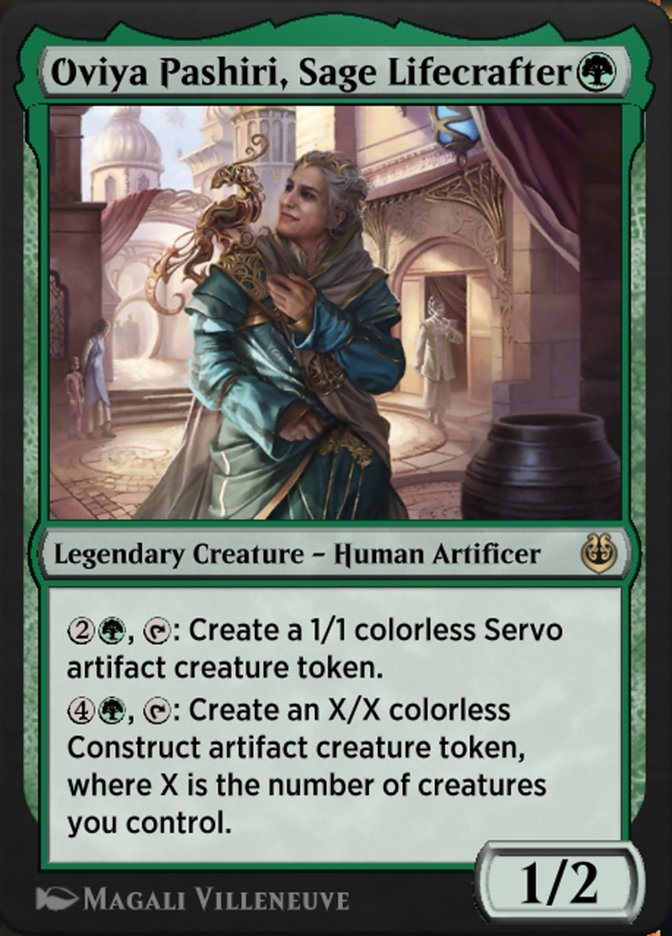 Oviya Pashiri, Sage Lifecrafter
Legendary Creature – Human Artificer
2, : Create a 1/1 colorless Servo
artifact creature token.
4, : Create an X/X colorless
Construct artifact creature token,
where X is the number of creatures
you control.
1/2
MAGALI VILLENEUVE